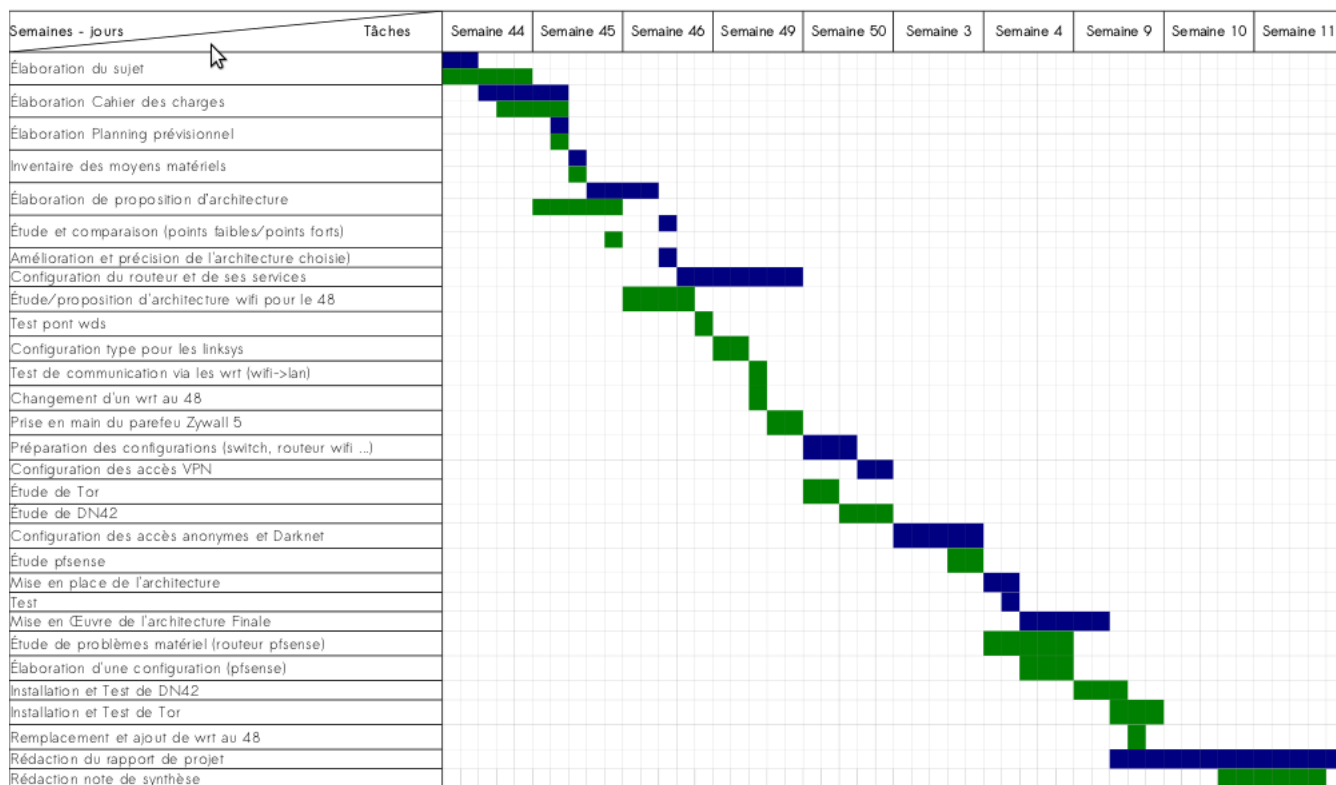 Semaines - jours Tâches Semaine 44 Semaine 45 Semaine 46 Semaine 49 Semaine 50 Semaine 3 Semaine 4 Semaine 9 Semaine 10 Semaine 11
Élaboration du sujet
Élaboration Cahier des charges
Élaboration Planning prévisionnel
Inventaire des moyens matériels
Élaboration de proposition d'architecture
Étude et comparaison (points faibles/points forts)
Amélioration et précision de l'architecture choisie)
Configuration du routeur et de ses services
Étude/proposition d'architecture wifi pour le 48
Test pont wds
Configuration type pour les linksys
Test de communication via les wrt (wifi->lan)
Changement d'un wrt au 48
Prise en main du parefeu Zywall 5
Préparation des configurations (switch, routeur wifi ...)
Configuration des accès VPN
Étude de Tor
Étude de DN42
Configuration des accès anonymes et Darknet
Étude pfsense
Mise en place de l'architecture
Test
Mise en Œuvre de l'architecture Finale
Étude de problèmes matériel (routeur pfsense)
Élaboration d'une configuration (pfsense)
Installation et Test de DN42
Installation et Test de Tor
Remplacement et ajout de wrt au 48
Rédaction du rapport de projet
Rédaction note de synthèse